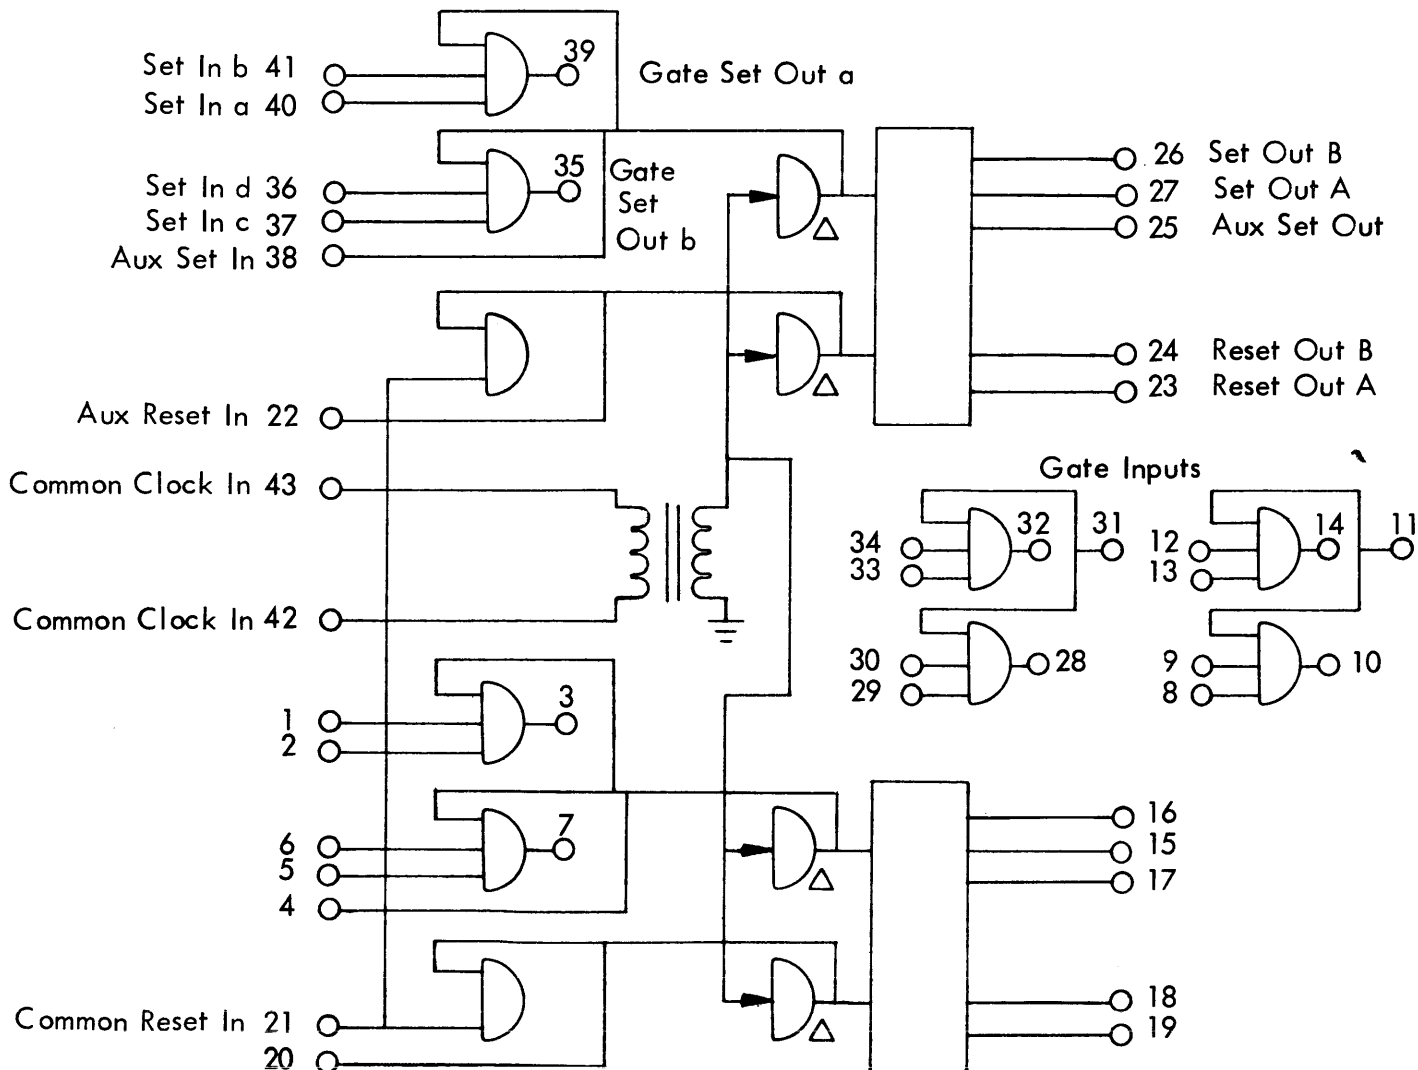 Set In b 41
39
Gate Set Out a
Set In a 40
Set In d 36
35
Gate
Set
Out b
Set In c 37
Aux Set In 38
26 Set Out B
27 Set Out A
25 Aux Set Out
24 Reset Out B
23 Reset Out A
Aux Reset In 22
Common Clock In 43
Gate Inputs
34
33
32
31
12
13
14
11
Common Clock In 42
30
29
28
9
8
10
1
2
3
6
5
4
7
16
15
17
18
19
Common Reset In 21
20